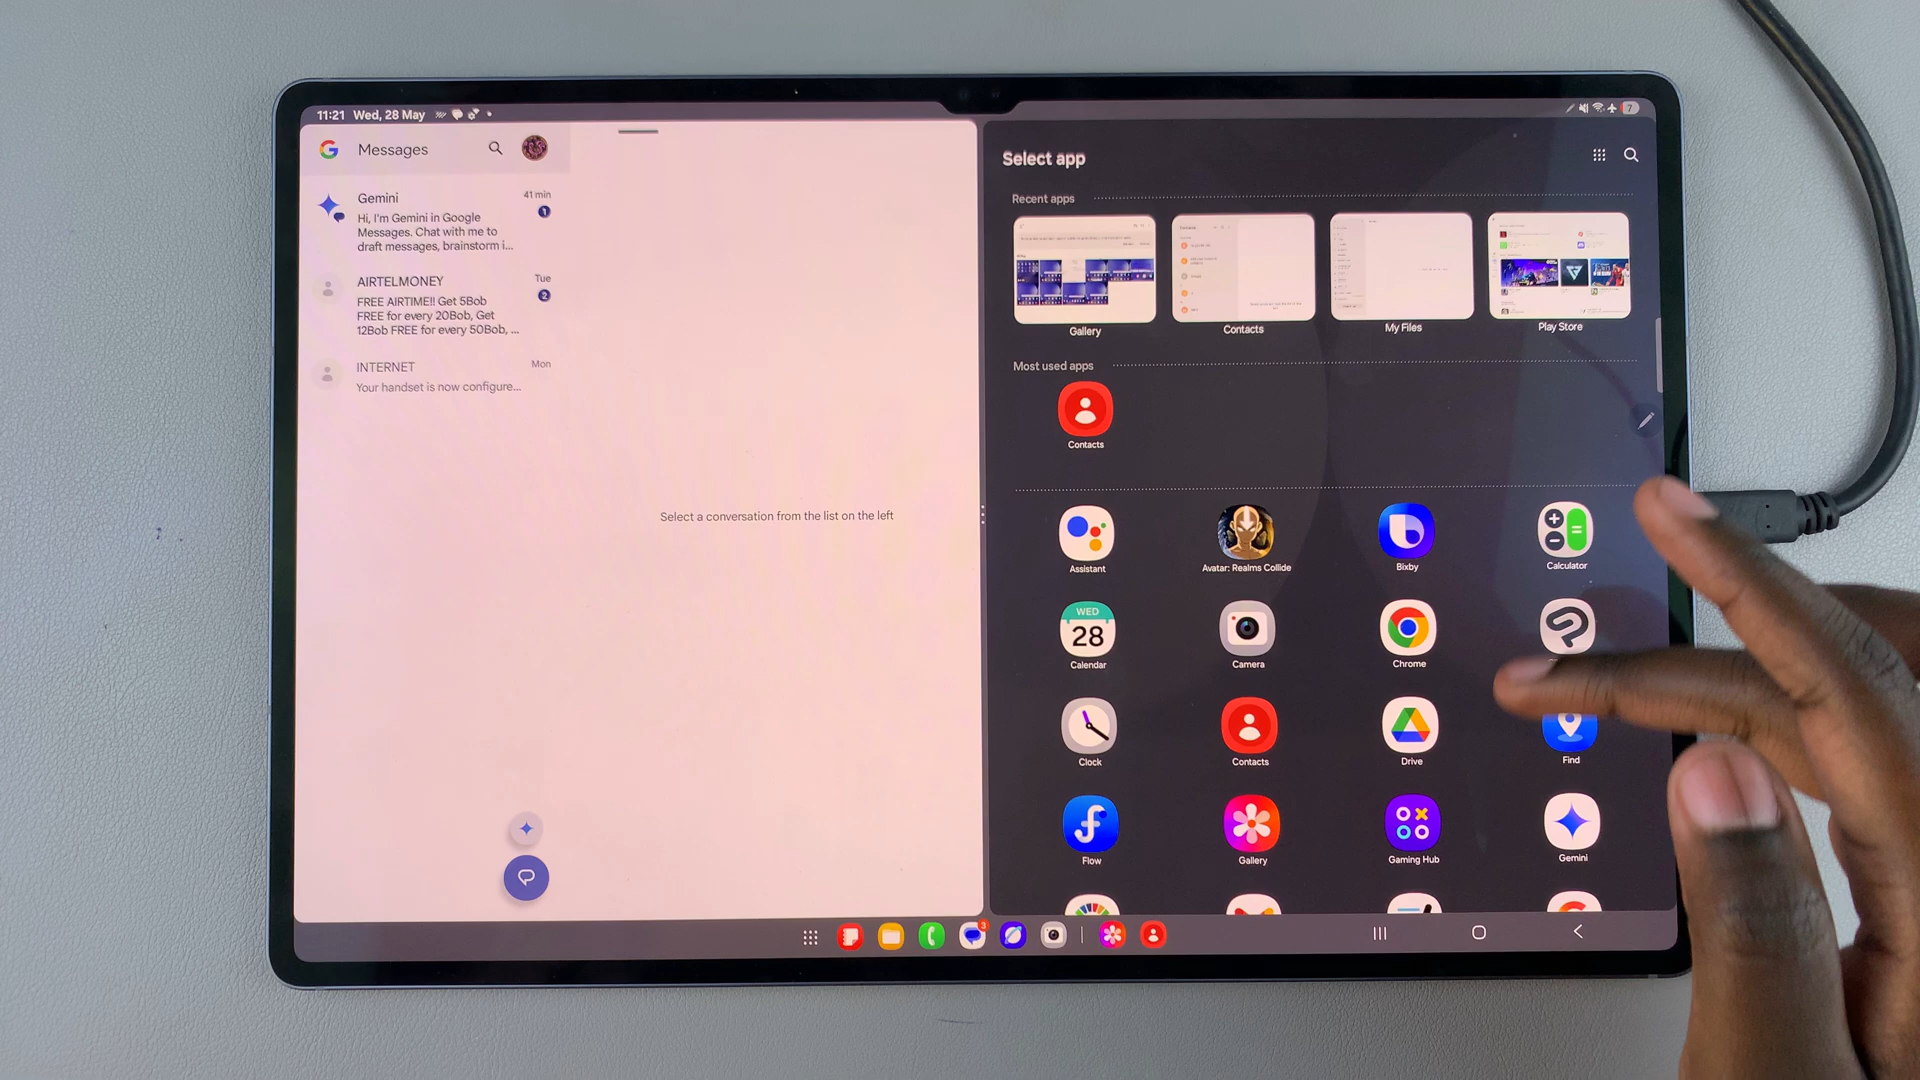 11:21 Wed, 28 May
7
Messages
Gemini
41 min
Hi, I'm Gemini in Google
1
Messages. Chat with me to
draft messages, brainstorm i...
AIRTELMONEY
Tue
FREE AIRTIME!! Get 5Bob
2
FREE for every 20Bob, Get
12Bob FREE for every 50Bob, ...
INTERNET
Mon
Your handset is now configure...
Select a conversation from the list on the left
Select app
Recent apps
Gallery
Contacts
My Files
Play Store
Most used apps
Contacts
Assistant
Avatar: Realms Collide
Bixby
Calculator
WED
28
Calendar
Camera
Chrome
Clock
Contacts
Drive
Find
Flow
Gallery
Gaming Hub
Gemini
3